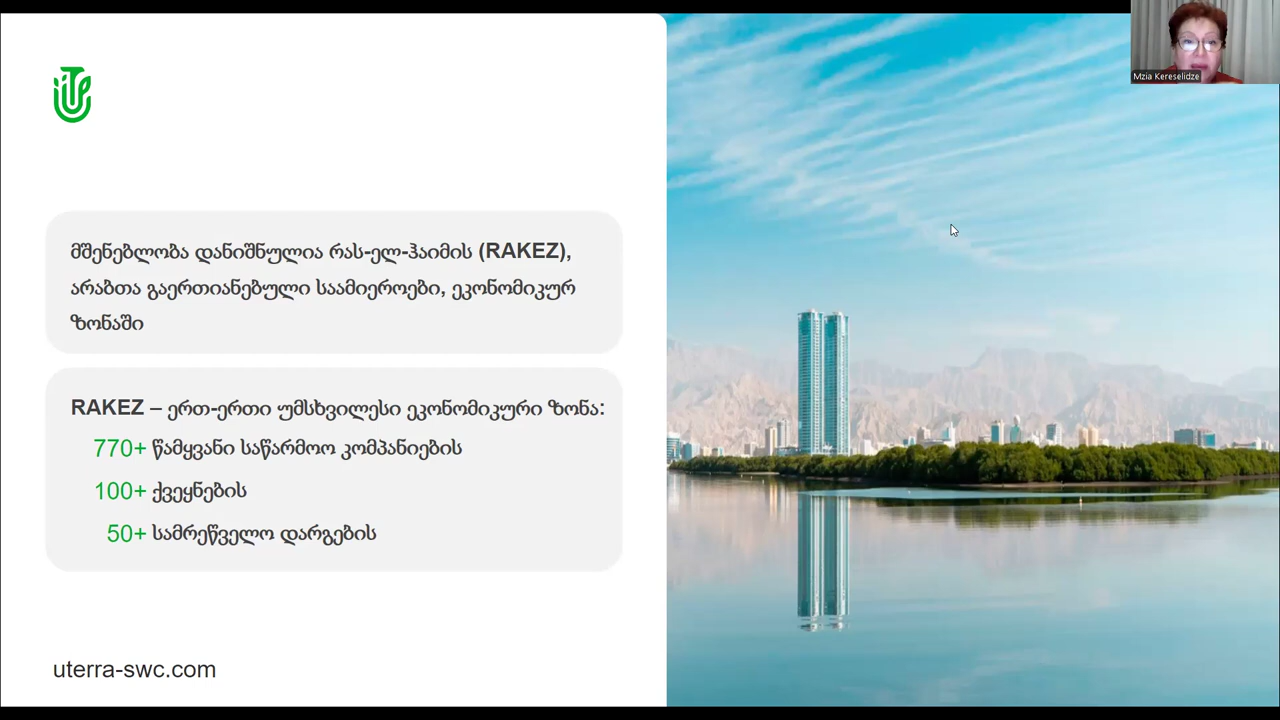 Mzia Kereselidze
მშენებლობა დანიშნულია რას-ელ-ჰაიმის (RAKEZ),
არაბთა გაერთიანებული საამიეროები, ეკონომიკურ
ზონაში
RAKEZ – ერთ-ერთი უმსხვილესი ეკონომიკური ზონა:
770+ წამყვანი საწარმოო კომპანიების
100+ ქვეყნების
50+ სამრეწველო დარგების
uterra-swc.com